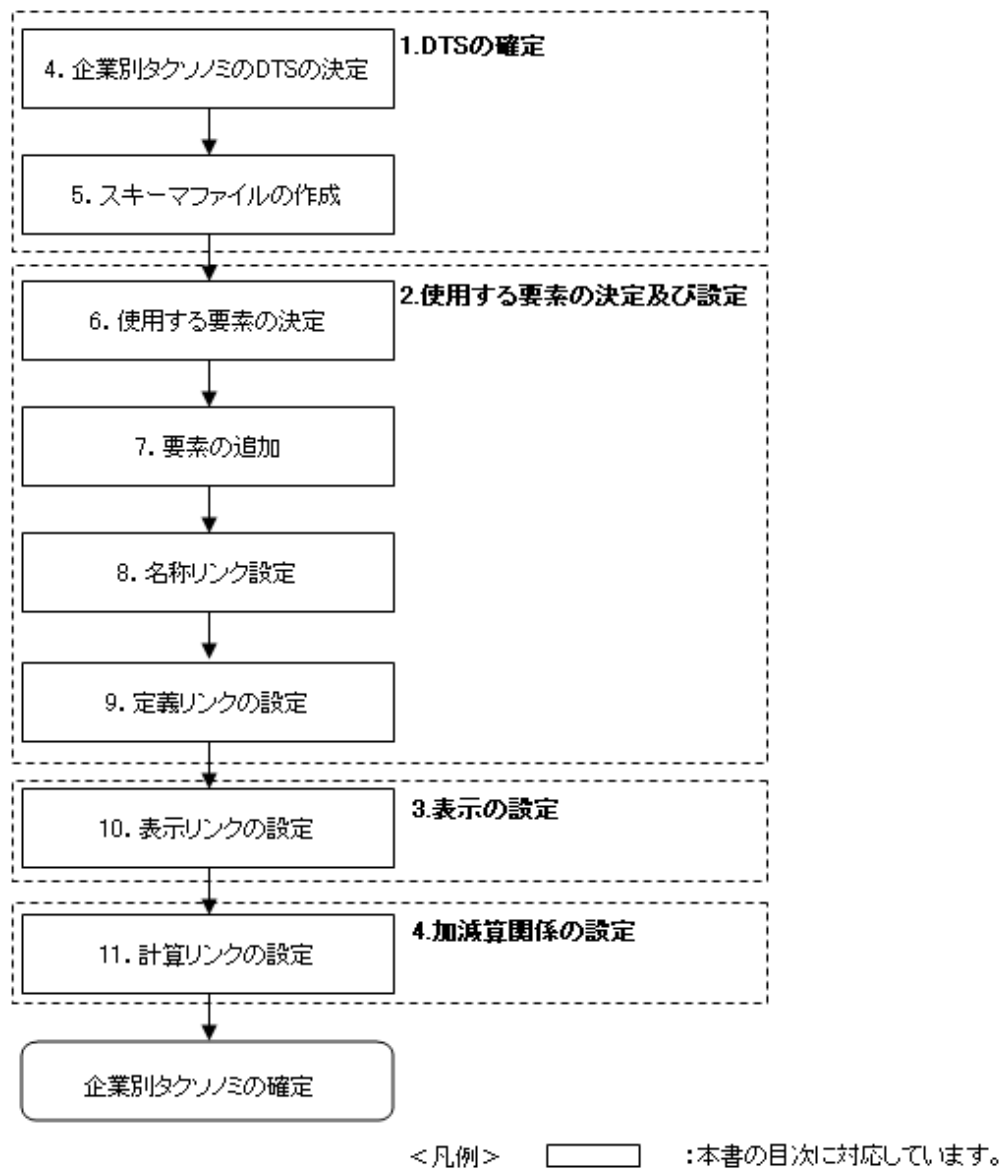 1.DTSの確定
4. 企業別タクソノミのDTSの決定
5. スキーマファイルの作成
2.使用する要素の決定及び設定
6. 使用する要素の決定
7. 要素の追加
8. 名称リンク設定
9. 定義リンクの設定
3.表示の設定
10. 表示リンクの設定
4.加減算関係の設定
11. 計算リンクの設定
企業別タクソノミの確定
<凡例> :本書の目次に対応しています。